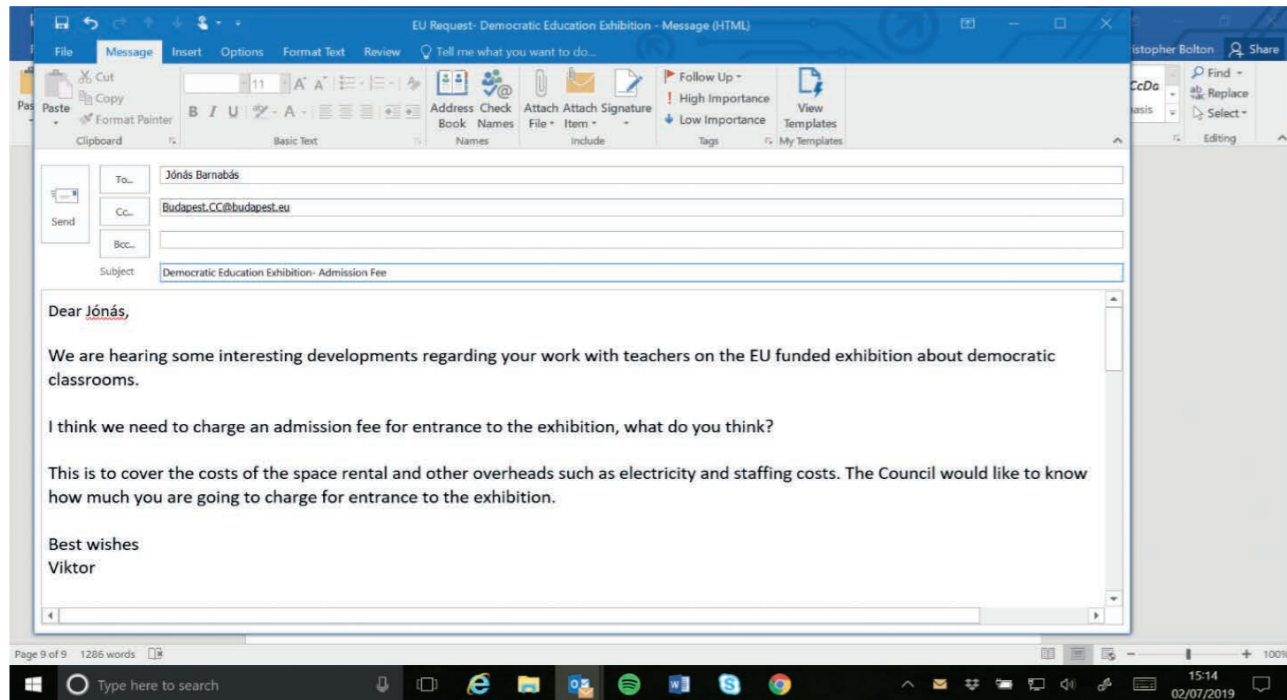 EU Request- Democratic Education Exhibition - Message (HTML)
File Message Insert Options Format Text Review Tell me what you want to do...
istopher Bolton Share
Paste
Cut
Copy
Format Painter
Clipboard
11
B I U
Basic Text
Address Book
Check Names
Names
Attach File
Attach Item
Signature
Include
Follow Up
High Importance
Low Importance
Tags
View Templates
My Templates
Pas
CcDa
asis
Find
Replace
Select
Editing
Send
To...
Jónás Barnabás
Cc...
Budapest.CC@budapest.eu
Bcc...
Subject
Democratic Education Exhibition- Admission Fee
Dear Jónás,
We are hearing some interesting developments regarding your work with teachers on the EU funded exhibition about democratic
classrooms.
I think we need to charge an admission fee for entrance to the exhibition, what do you think?
This is to cover the costs of the space rental and other overheads such as electricity and staffing costs. The Council would like to know
how much you are going to charge for entrance to the exhibition.
Best wishes
Viktor
Page 9 of 9 1286 words
100%
Type here to search
15:14
02/07/2019